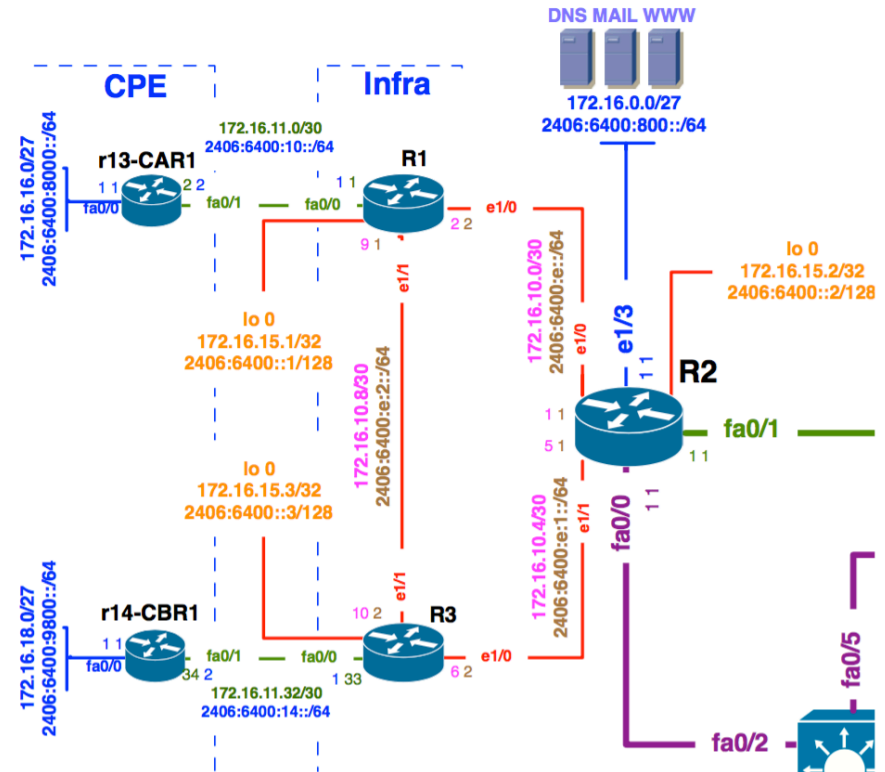 DNS MAIL WWW
172.16.0.0/27
2406:6400:800::/64
CPE
Infra
172.16.11.0/30
2406:6400:10::/64
172.16.16.0/27
2406:6400:8000::/64
r13-CAR1
1 1
fa0/0
2 2
fa0/1
fa0/0
1 1
R1
9 1
e1/1
2 2
e1/0
172.16.10.0/30
2406:6400:e::/64
e1/0
e1/3
1 1
lo 0
172.16.15.2/32
2406:6400::2/128
R2
1 1
5 1
fa0/1
1 1
fa0/0
1 1
lo 0
172.16.15.1/32
2406:6400::1/128
172.16.10.8/30
2406:6400:e:2::/64
lo 0
172.16.15.3/32
2406:6400::3/128
172.16.10.4/30
2406:6400:e:1::/64
e1/1
e1/1
10 2
R3
6 2
e1/0
172.16.18.0/27
2406:6400:9800::/64
r14-CBR1
1 1
fa0/0
34 2
fa0/1
fa0/0
1 33
172.16.11.32/30
2406:6400:14::/64
fa0/5
fa0/2